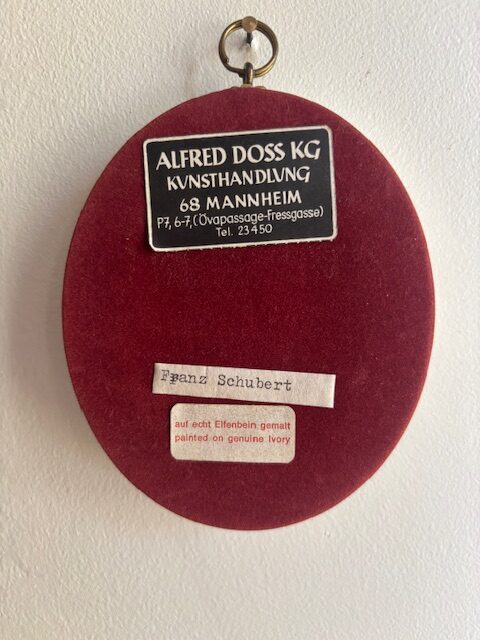 ALFRED DOSS KG
KVNSTHANDLVNG
68 MANNHEIM
P7, 6-7, (Övapassage-Fressgasse)
Tel. 23450
Franz Schubert
auf echt Elfenbein gemalt
painted on genuine Ivory